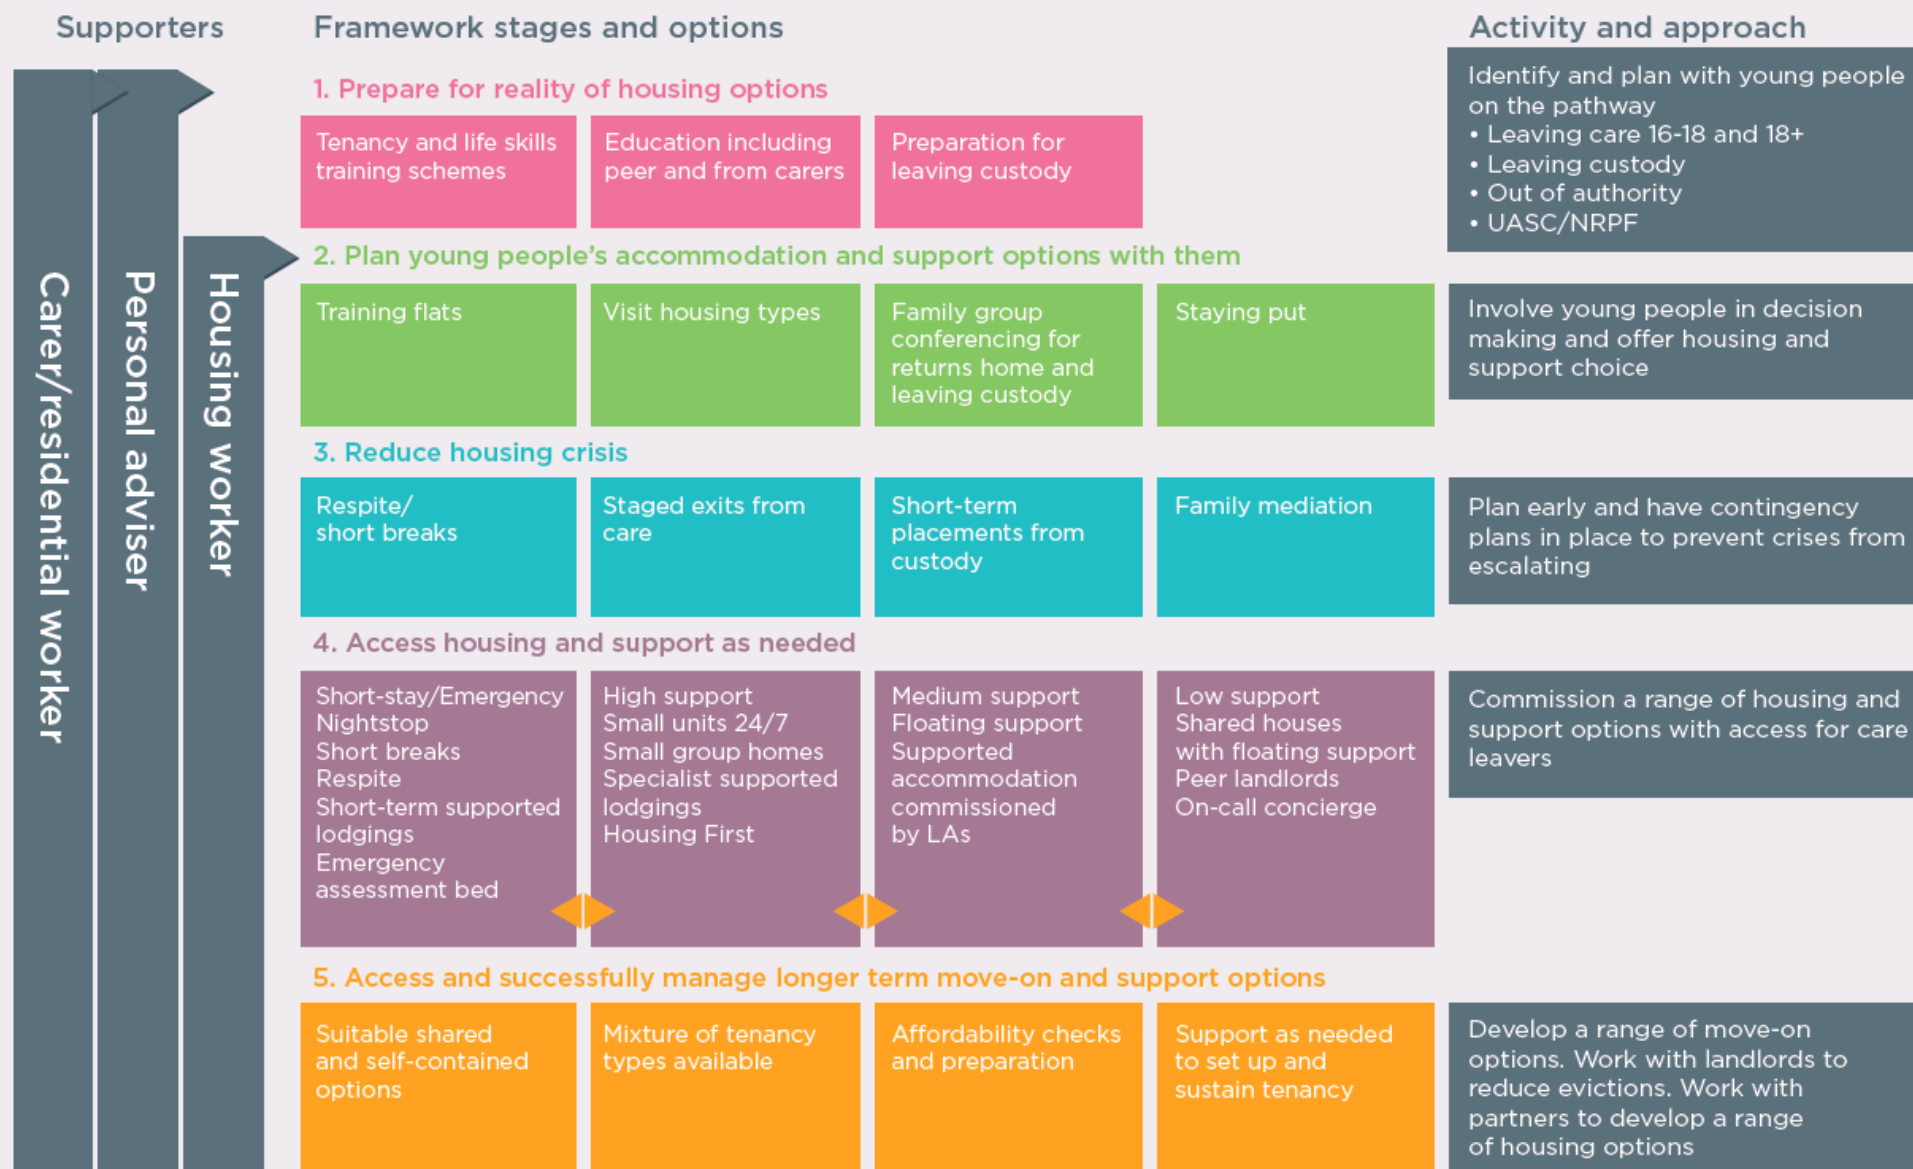 Supporters
Framework stages and options
Activity and approach
Carer/residential worker
Personal adviser
Housing worker
1. Prepare for reality of housing options
Tenancy and life skills
training schemes
Education including
peer and from carers
Preparation for
leaving custody
Identify and plan with young people
on the pathway
• Leaving care 16-18 and 18+
• Leaving custody
• Out of authority
• UASC/NRPF
2. Plan young people’s accommodation and support options with them
Training flats
Visit housing types
Family group
conferencing for
returns home and
leaving custody
Staying put
Involve young people in decision
making and offer housing and
support choice
3. Reduce housing crisis
Respite/
short breaks
Staged exits from
care
Short-term
placements from
custody
Family mediation
Plan early and have contingency
plans in place to prevent crises from
escalating
4. Access housing and support as needed
Short-stay/Emergency
Nightstop
Short breaks
Respite
Short-term supported
lodgings
Emergency
assessment bed
High support
Small units 24/7
Small group homes
Specialist supported
lodgings
Housing First
Medium support
Floating support
Supported
accommodation
commissioned
by LAs
Low support
Shared houses
with floating support
Peer landlords
On-call concierge
Commission a range of housing and
support options with access for care
leavers
5. Access and successfully manage longer term move-on and support options
Suitable shared
and self-contained
options
Mixture of tenancy
types available
Affordability checks
and preparation
Support as needed
to set up and
sustain tenancy
Develop a range of move-on
options. Work with landlords to
reduce evictions. Work with
partners to develop a range
of housing options